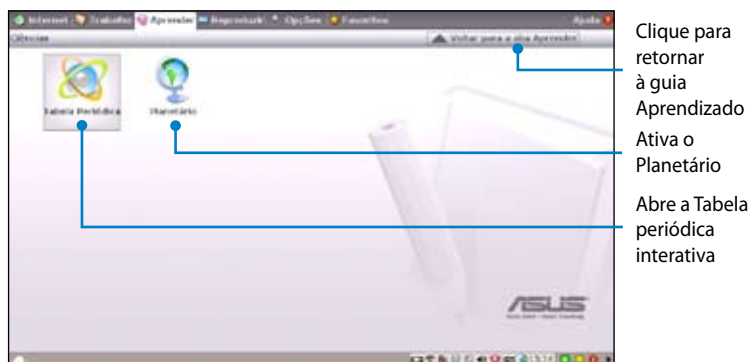 Internet Trabalho Aprender Reproduzir Opções Favoritos Ajuda
Ciências
Voltar para a aba Aprender
Tabela Periódica
Planetário
ASUS
Clique para
retornar
à guia
Aprendizado
Ativa o
Planetário
Abre a Tabela
periódica
interativa